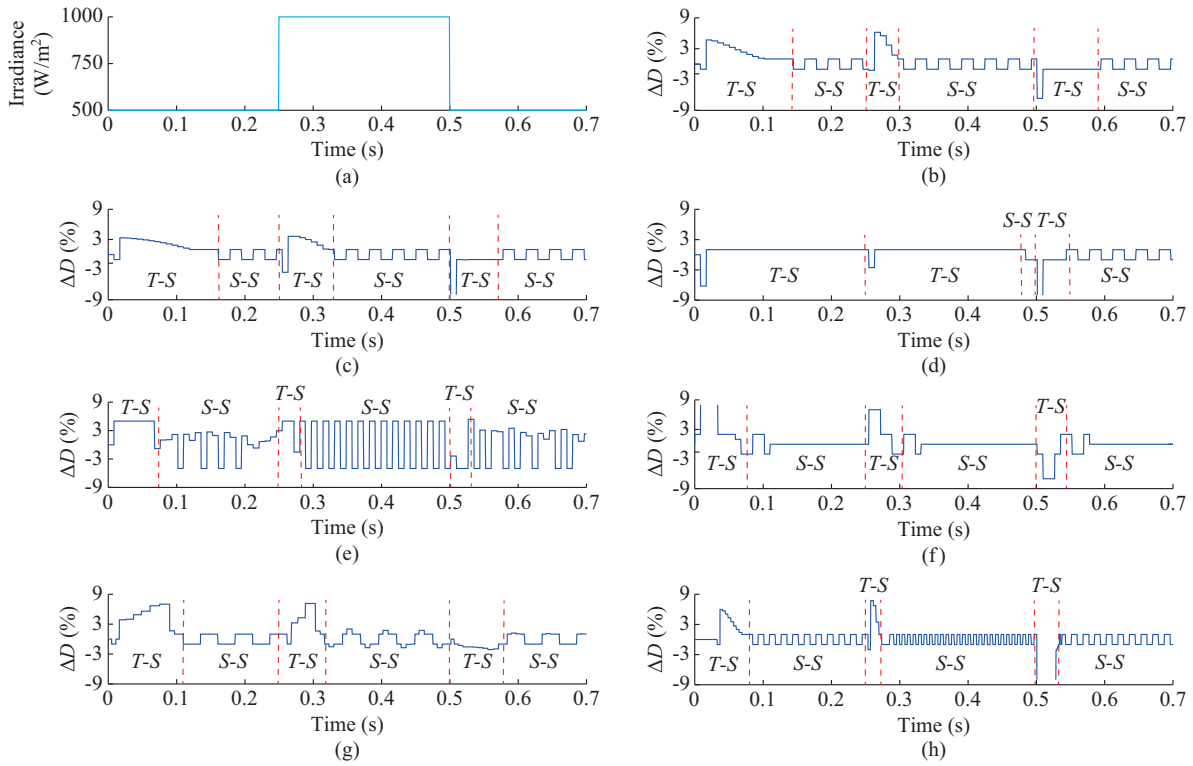 1000
750
500
Irradiance
(W/m²)
0 0.1 0.2 0.3 0.4 0.5 0.6 0.7
Time (s)
(a)
9
3
-3
-9
ΔD (%)
T-S S-S T-S S-S T-S S-S
0 0.1 0.2 0.3 0.4 0.5 0.6 0.7
Time (s)
(b)
9
3
-3
-9
ΔD (%)
T-S S-S T-S S-S T-S S-S
0 0.1 0.2 0.3 0.4 0.5 0.6 0.7
Time (s)
(c)
9
3
-3
-9
ΔD (%)
S-S T-S
T-S T-S S-S
0 0.1 0.2 0.3 0.4 0.5 0.6 0.7
Time (s)
(d)
9
3
-3
-9
ΔD (%)
T-S S-S T-S S-S T-S S-S
0 0.1 0.2 0.3 0.4 0.5 0.6 0.7
Time (s)
(e)
9
3
-3
-9
ΔD (%)
T-S
T-S S-S T-S S-S S-S
0 0.1 0.2 0.3 0.4 0.5 0.6 0.7
Time (s)
(f)
9
3
-3
-9
ΔD (%)
T-S S-S T-S S-S T-S S-S
0 0.1 0.2 0.3 0.4 0.5 0.6 0.7
Time (s)
(g)
9
3
-3
-9
ΔD (%)
T-S T-S
T-S S-S S-S S-S
0 0.1 0.2 0.3 0.4 0.5 0.6 0.7
Time (s)
(h)